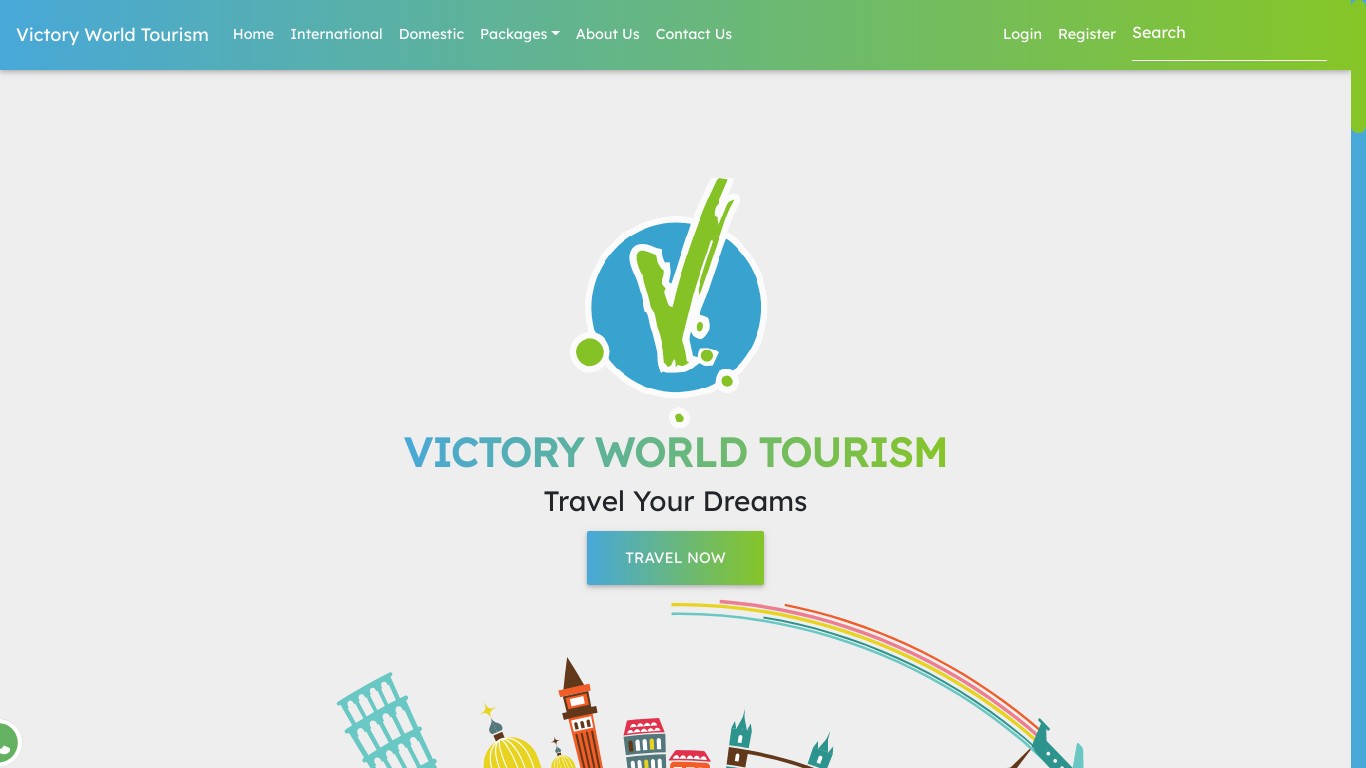 Victory World Tourism Home International Domestic Packages About Us Contact Us Login Register Search
VICTORY WORLD TOURISM
Travel Your Dreams
TRAVEL NOW